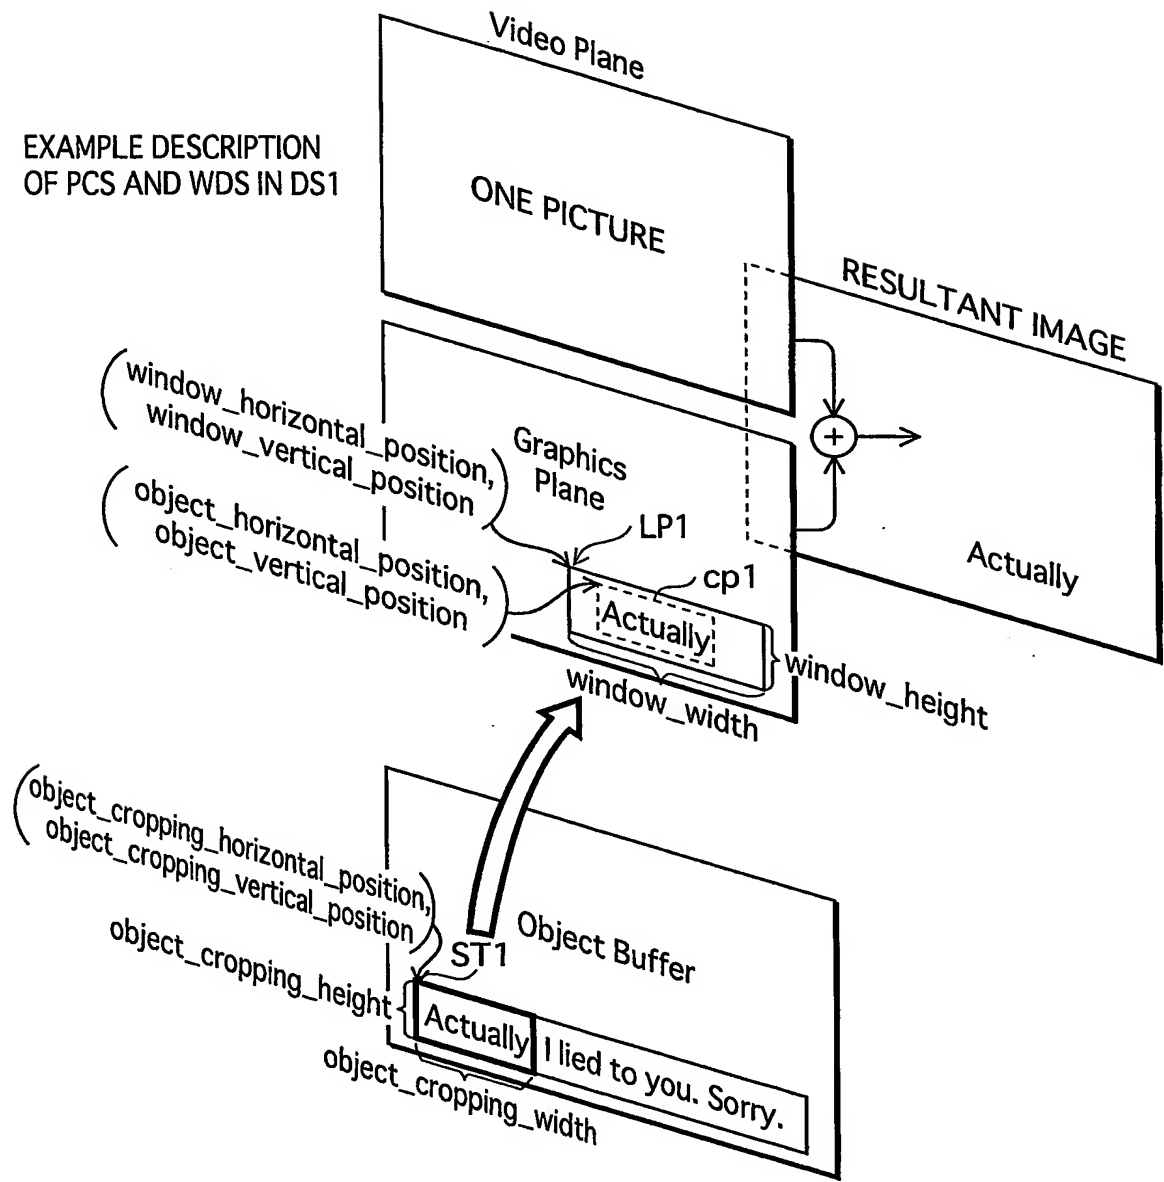 Video Plane
EXAMPLE DESCRIPTION
OF PCS AND WDS IN DS1
ONE PICTURE
RESULTANT IMAGE
(window_horizontal_position,
window_vertical_position)
Graphics
Plane
(object_horizontal_position,
object_vertical_position)
LP1
cp1
Actually
+
Actually
window_height
window_width
(object_cropping_horizontal_position,
object_cropping_vertical_position)
Object Buffer
object_cropping_height
ST1
Actually I lied to you. Sorry.
object_cropping_width